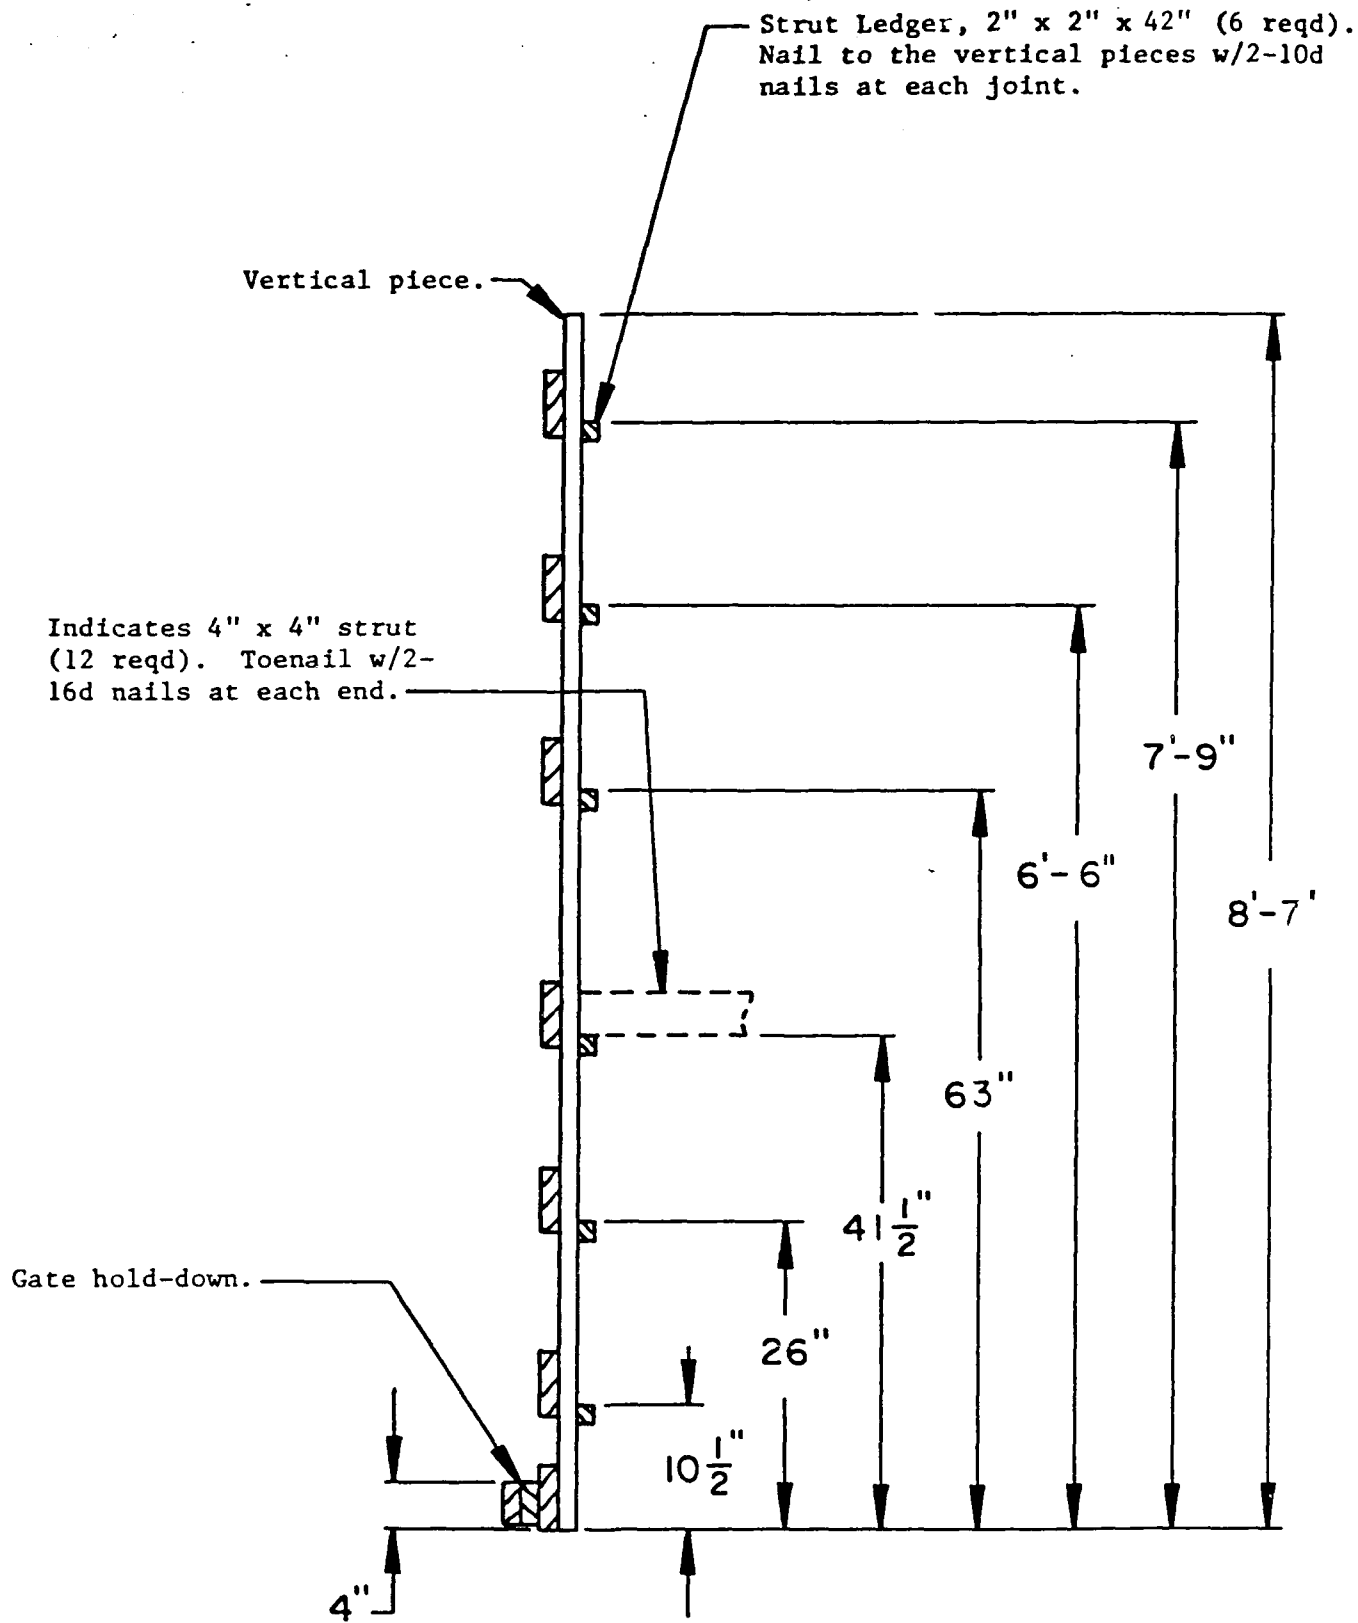 Strut Ledger, 2" x 2" x 42" (6 reqd).
Nail to the vertical pieces w/2-10d
nails at each joint.
Vertical piece.
Indicates 4" x 4" strut
(12 reqd). Toenail w/2-
16d nails at each end.
7'-9"
6'-6"
8'-7'
63"
41 1/2"
Gate hold-down.
26"
10 1/2"
4"